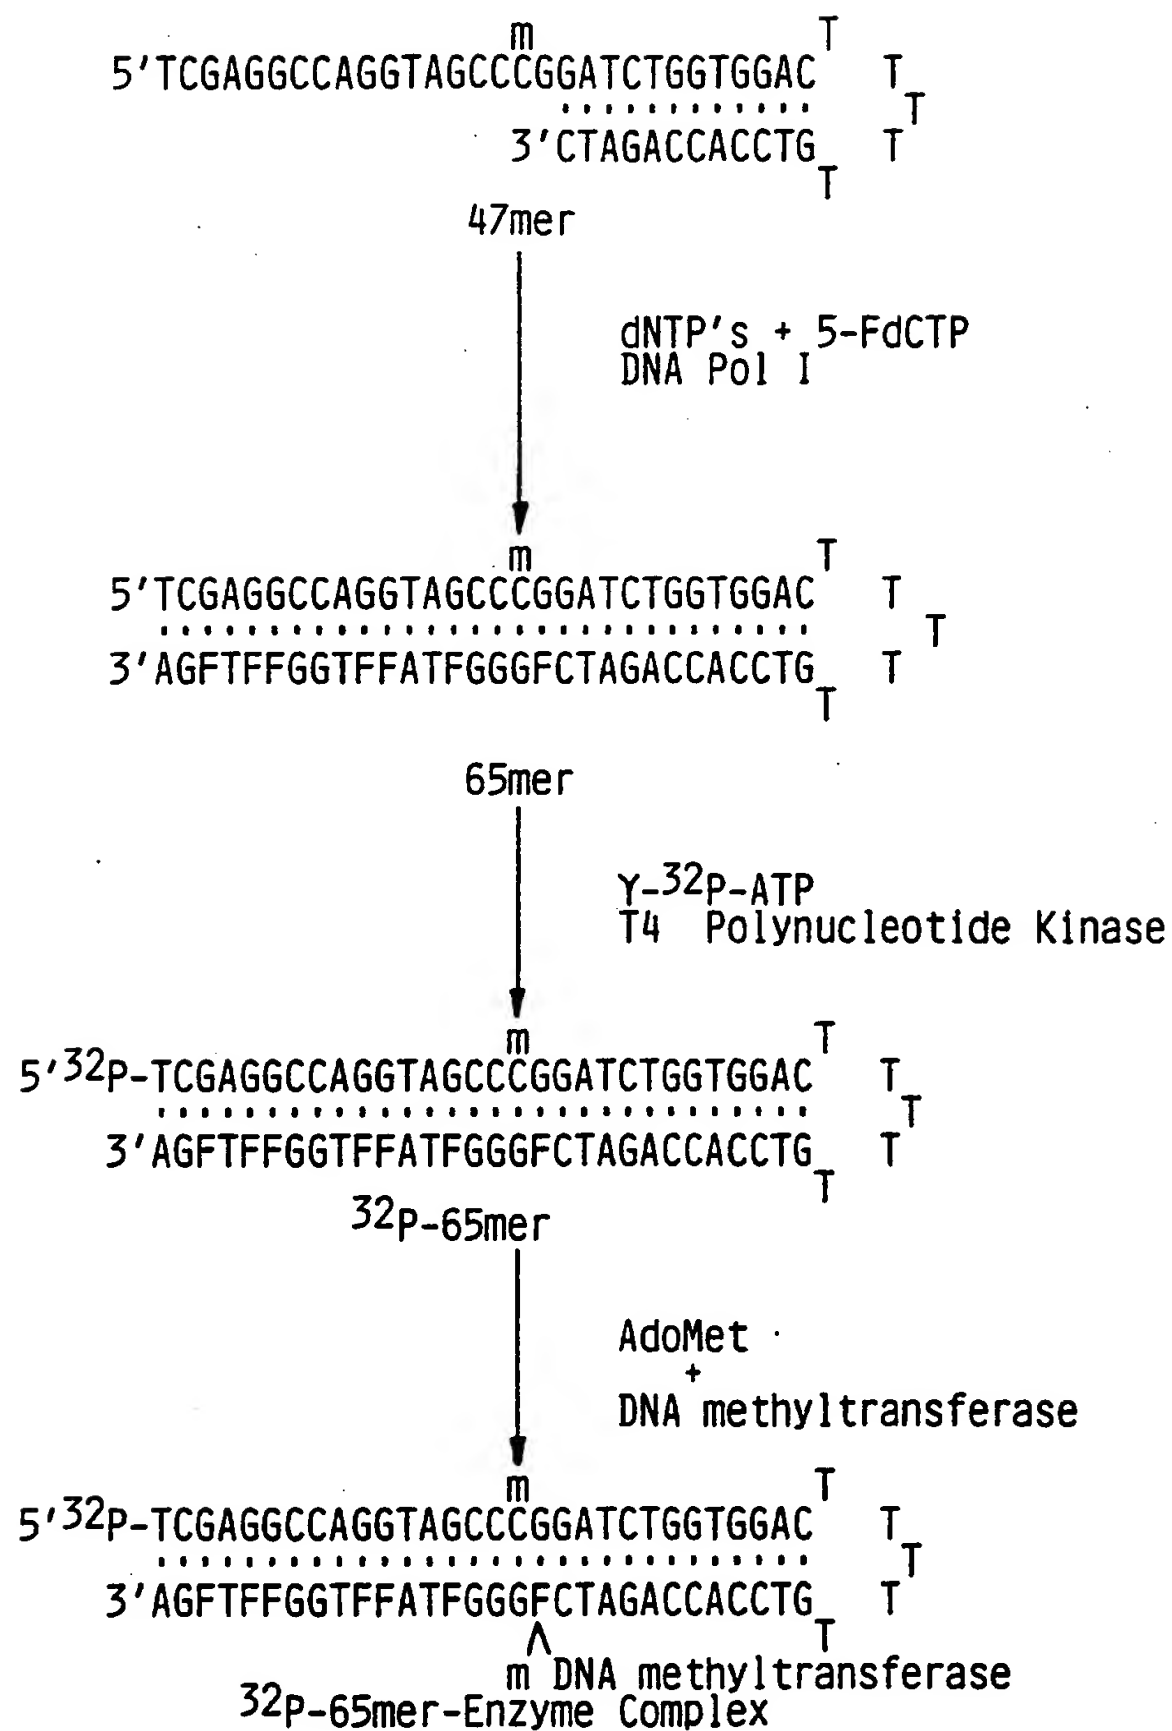 m T
5'TCGAGGCCAGGTAGCCCGGATCTGGTGGAC T
T
3'CTAGACCACCTG T
T
47mer
dNTP's + 5-FdCTP
DNA Pol I
m T
5'TCGAGGCCAGGTAGCCCGGATCTGGTGGAC T
T
3'AGFTFFGGTFFATFGGGFCTAGACCACCTG T
T
65mer
γ-32P-ATP
T4 Polynucleotide Kinase
m T
5'32P-TCGAGGCCAGGTAGCCCGGATCTGGTGGAC T
T
3'AGFTFFGGTFFATFGGGFCTAGACCACCTG T
T
32P-65mer
AdoMet
+
DNA methyltransferase
m T
5'32P-TCGAGGCCAGGTAGCCCGGATCTGGTGGAC T
T
3'AGFTFFGGTFFATFGGGFCTAGACCACCTG T
T
m DNA methyltransferase
32P-65mer-Enzyme Complex